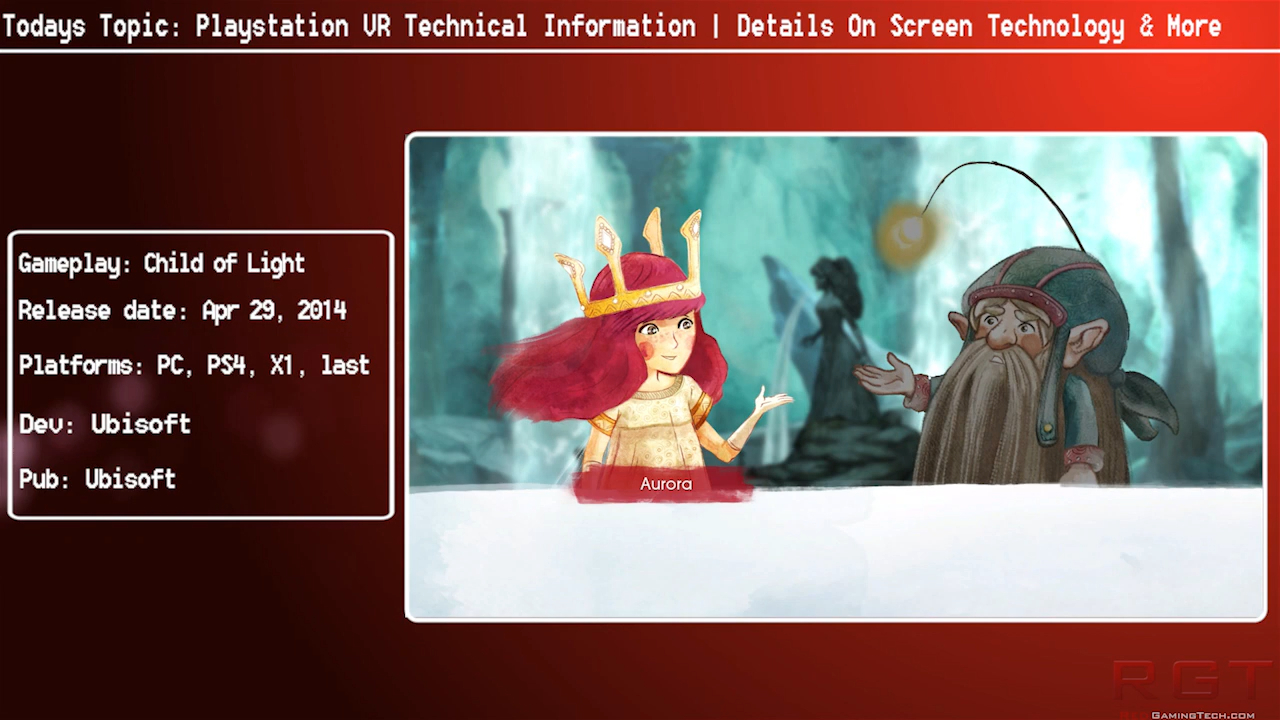 Todays Topic: Playstation VR Technical Information | Details On Screen Technology & More
Gameplay: Child of Light
Release date: Apr 29, 2014
Platforms: PC, PS4, X1, last
Dev: Ubisoft
Pub: Ubisoft
Aurora
RGT
GamingTech.com